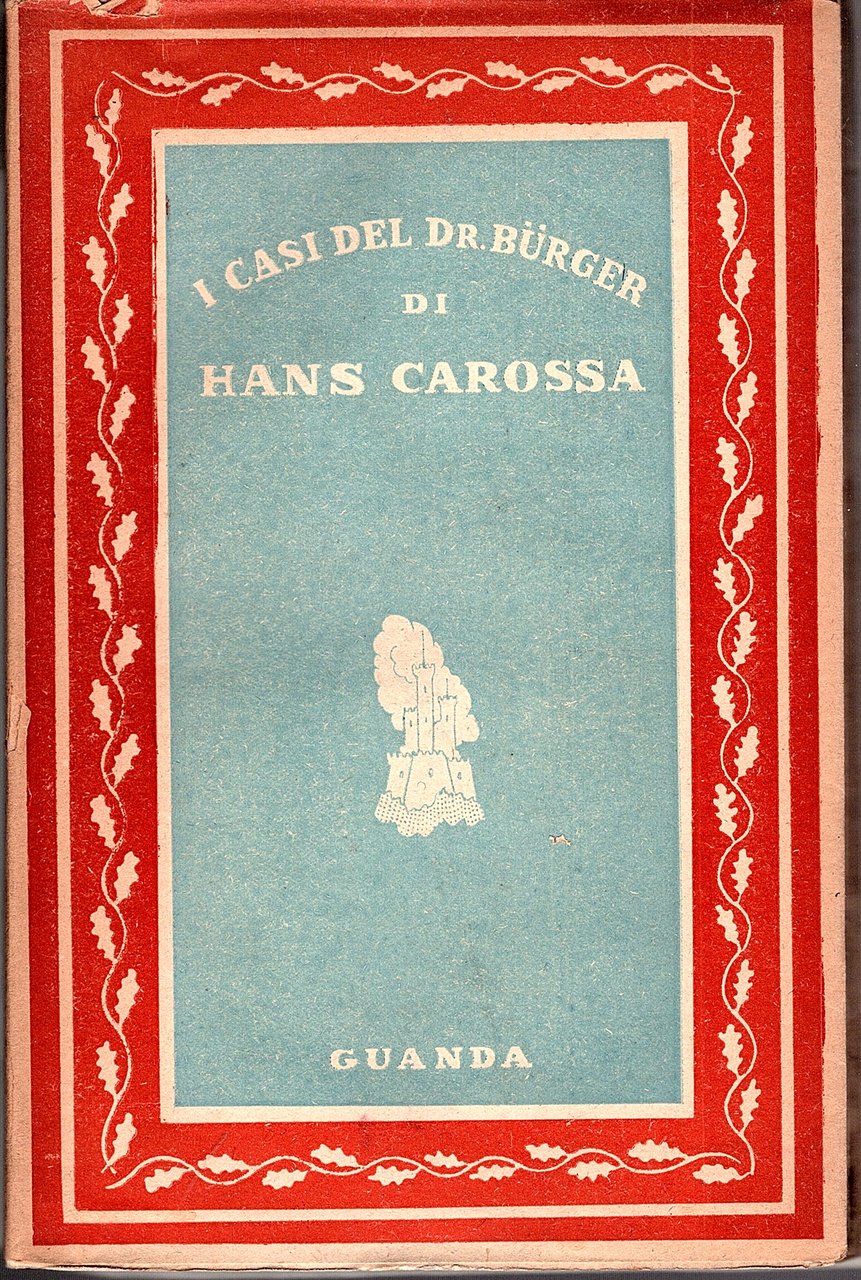 I CASI DEL DR. BÜRGER
DI
HANS CAROSSA
GUANDA